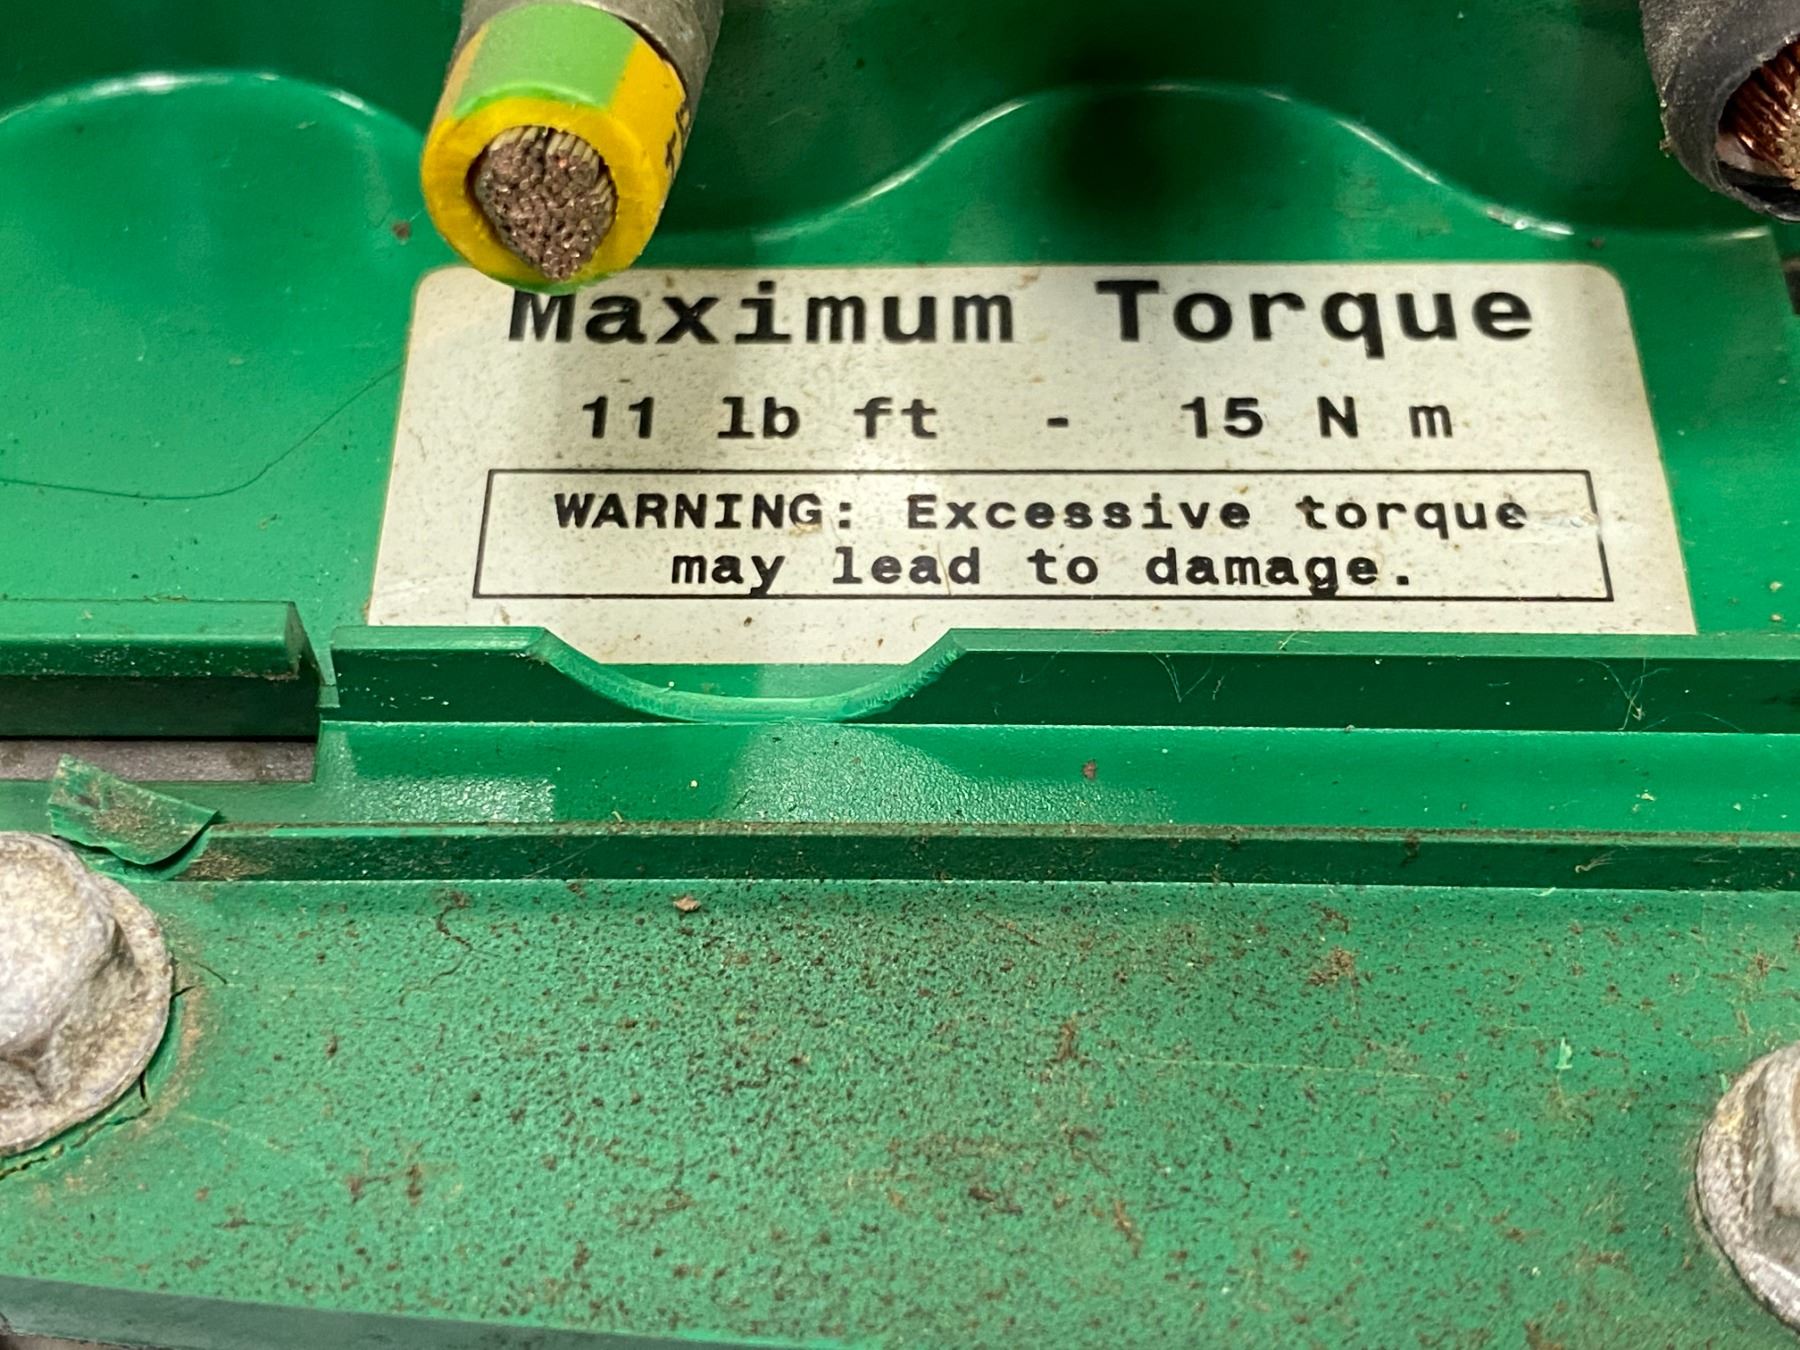 Maximum Torque
11 lb ft - 15 N m
WARNING: Excessive torque
may lead to damage.